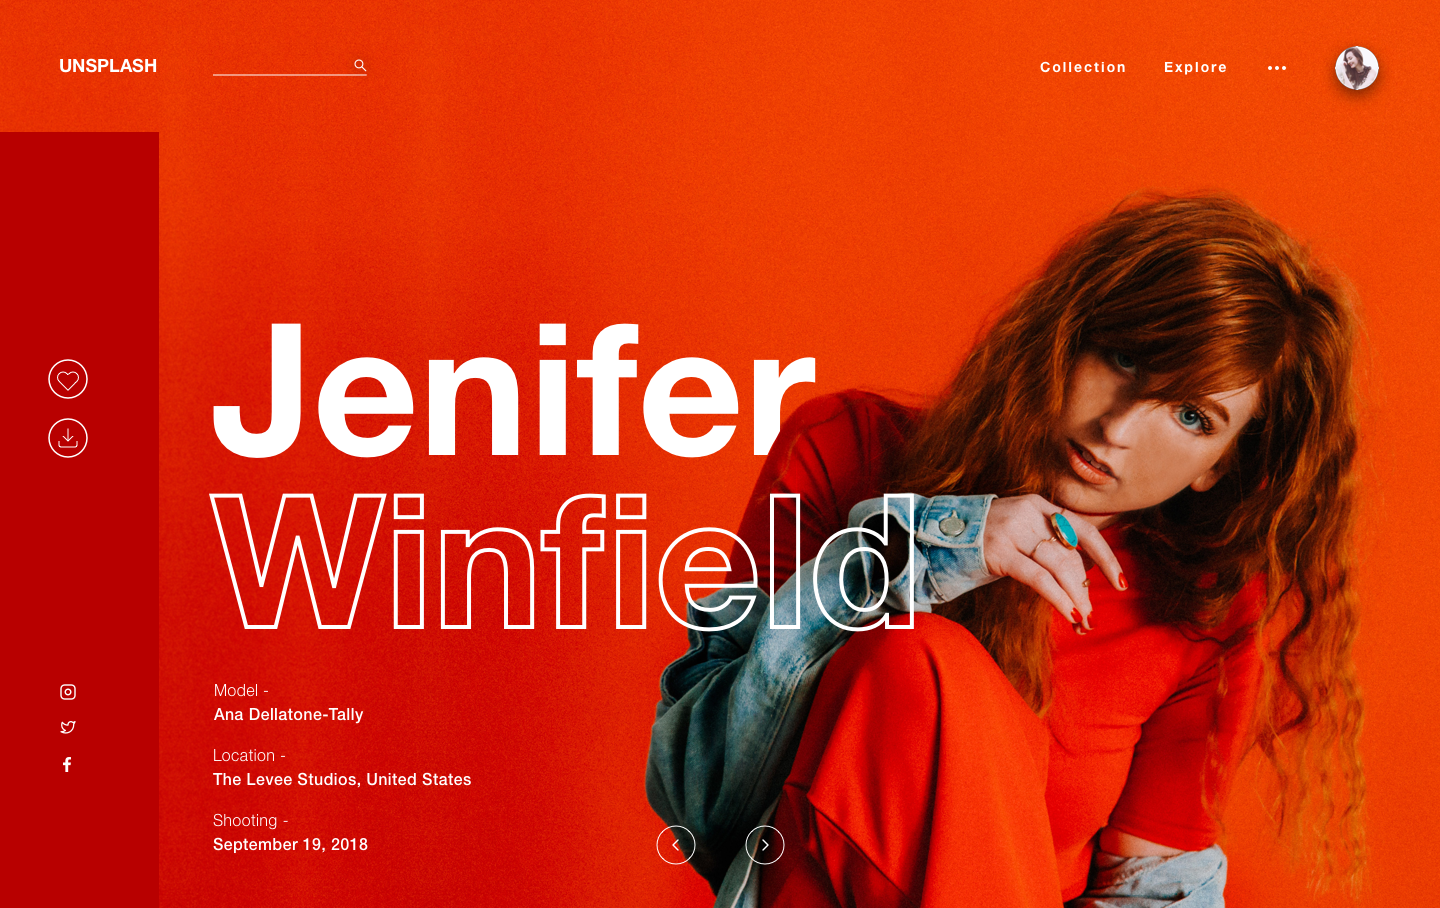 UNSPLASH
Collection
Explore
Jenifer
Winfield
Model -
Ana Dellatone-Tally
Location -
The Levee Studios, United States
Shooting -
September 19, 2018